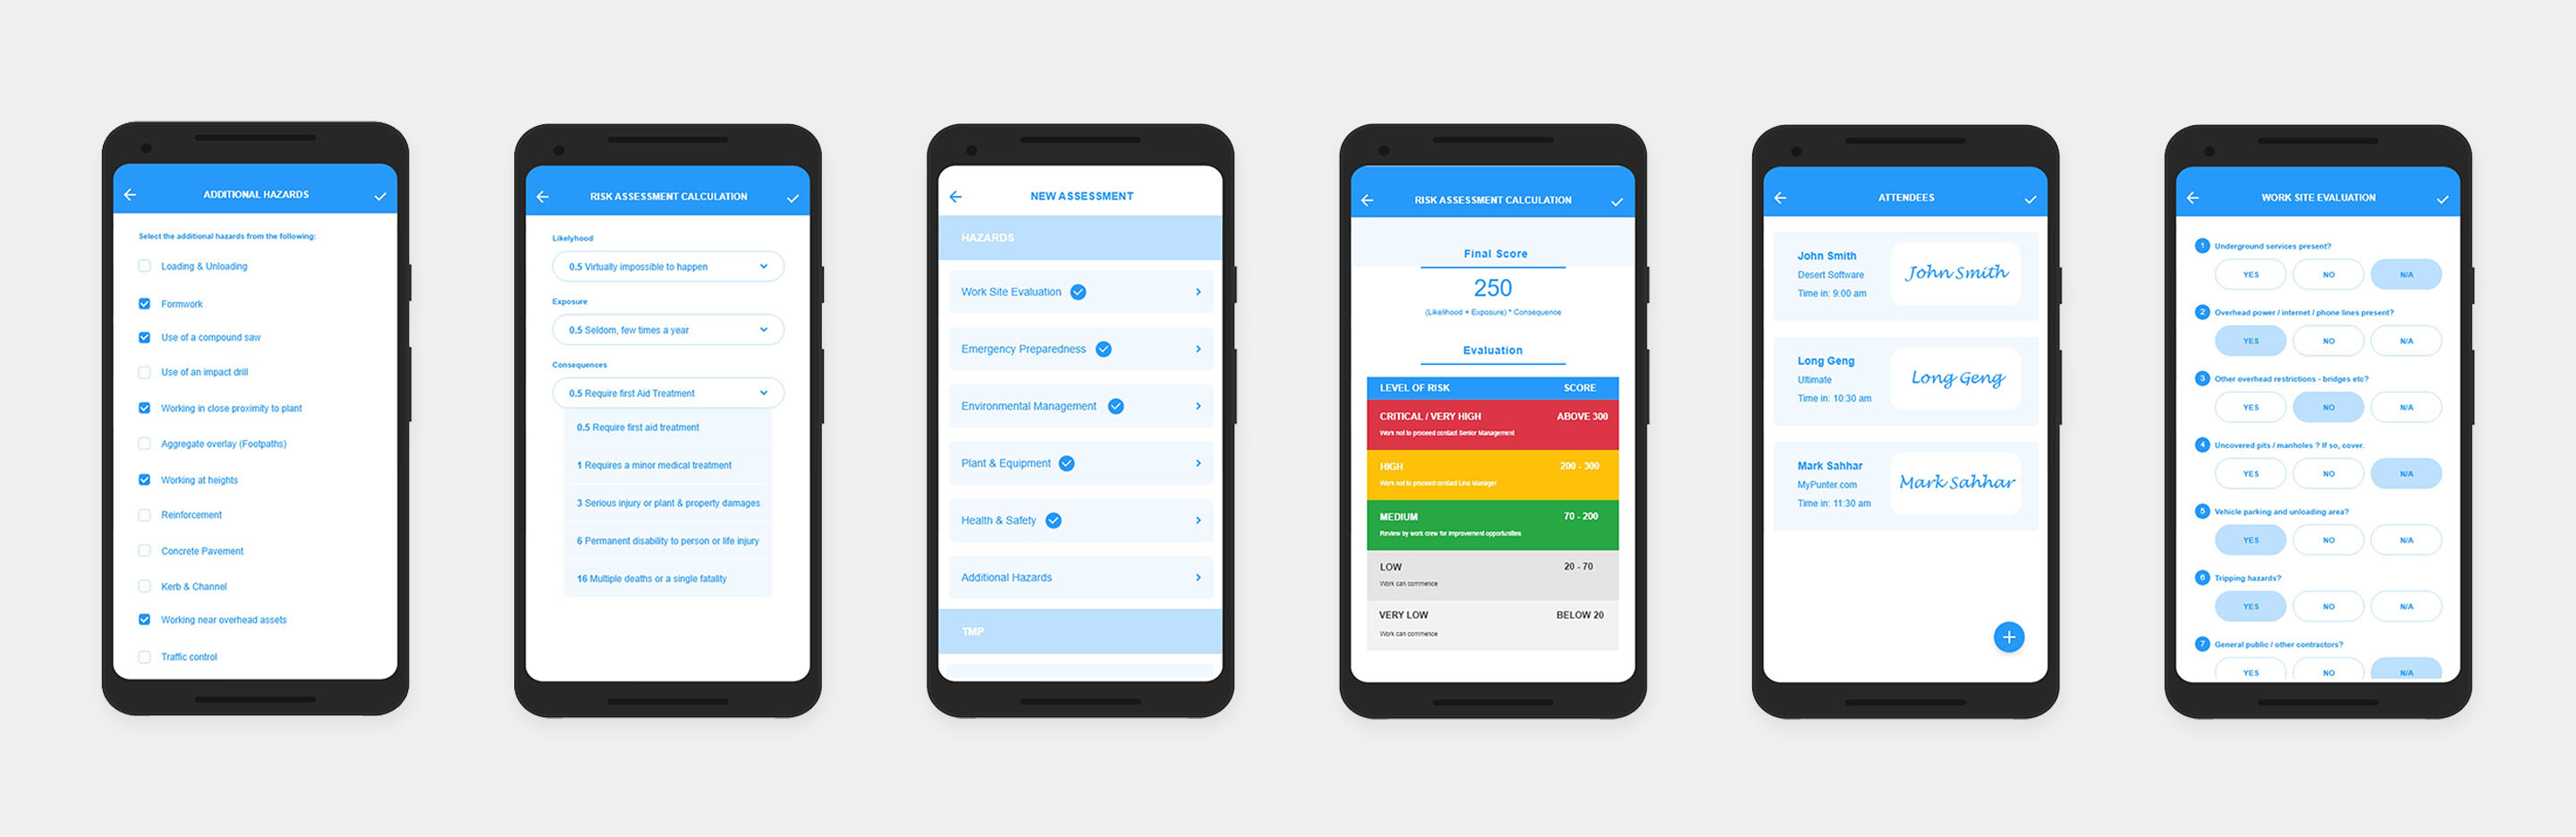 ADDITIONAL HAZARDS
Select the additional hazards from the following:
Loading & Unloading
Formwork
Use of a compound saw
Use of an impact drill
Working in close proximity to plant
Aggregate overlay (Footpaths)
Working at heights
Reinforcement
Concrete Pavement
Kerb & Channel
Working near overhead assets
Traffic control
RISK ASSESSMENT CALCULATION
Likelyhood
0.5 Virtually impossible to happen
Exposure
0.5 Seldom, few times a year
Consequences
0.5 Require first Aid Treatment
0.5 Require first aid treatment
1 Requires a minor medical treatment
3 Serious injury or plant & property damages
6 Permanent disability to person or life injury
16 Multiple deaths or a single fatality
NEW ASSESSMENT
HAZARDS
Work Site Evaluation
Emergency Preparedness
Environmental Management
Plant & Equipment
Health & Safety
Additional Hazards
TMP
RISK ASSESSMENT CALCULATION
Final Score
250
(Likelihood + Exposure) * Consequence
Evaluation
LEVEL OF RISK SCORE
CRITICAL / VERY HIGH ABOVE 300
Work not to proceed contact Senior Management
HIGH 200 - 300
Work not to proceed contact Line Manager
MEDIUM 70 - 200
Review by work crew for improvement opportunities
LOW 20 - 70
Work can commence
VERY LOW BELOW 20
Work can commence
ATTENDEES
John Smith
Desert Software
Time in: 9:00 am
John Smith
Long Geng
Ultimate
Time in: 10:30 am
Long Geng
Mark Sahhar
MyPunter.com
Time in: 11:30 am
Mark Sahhar
WORK SITE EVALUATION
1 Underground services present?
YES NO N/A
2 Overhead power / internet / phone lines present?
YES NO N/A
3 Other overhead restrictions - bridges etc?
YES NO N/A
4 Uncovered pits / manholes ? If so, cover.
YES NO N/A
5 Vehicle parking and unloading area?
YES NO N/A
6 Tripping hazards?
YES NO N/A
7 General public / other contractors?
YES NO N/A